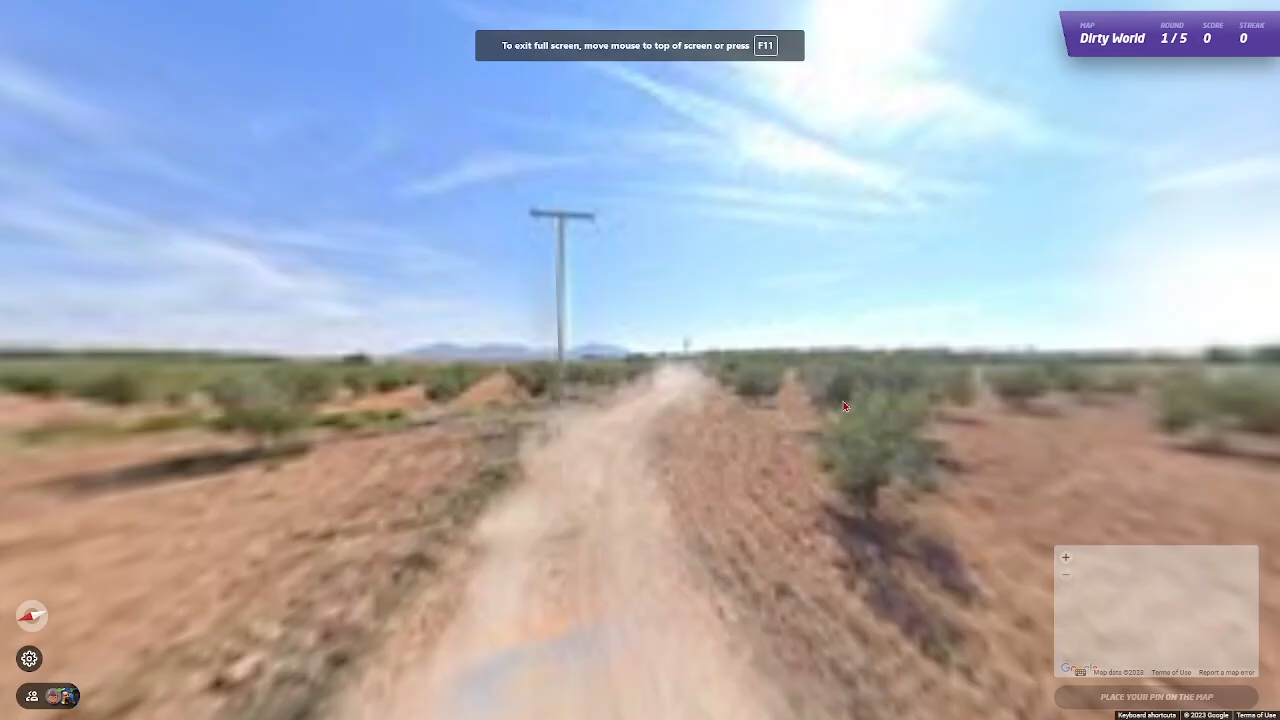 To exit full screen, move mouse to top of screen or press F11
MAP
Dirty World
ROUND
1 / 5
SCORE
0
STREAK
0
+
−
Google
Map data ©2023 Terms of Use Report a map error
PLACE YOUR PIN ON THE MAP
Keyboard shortcuts © 2023 Google Terms of Use